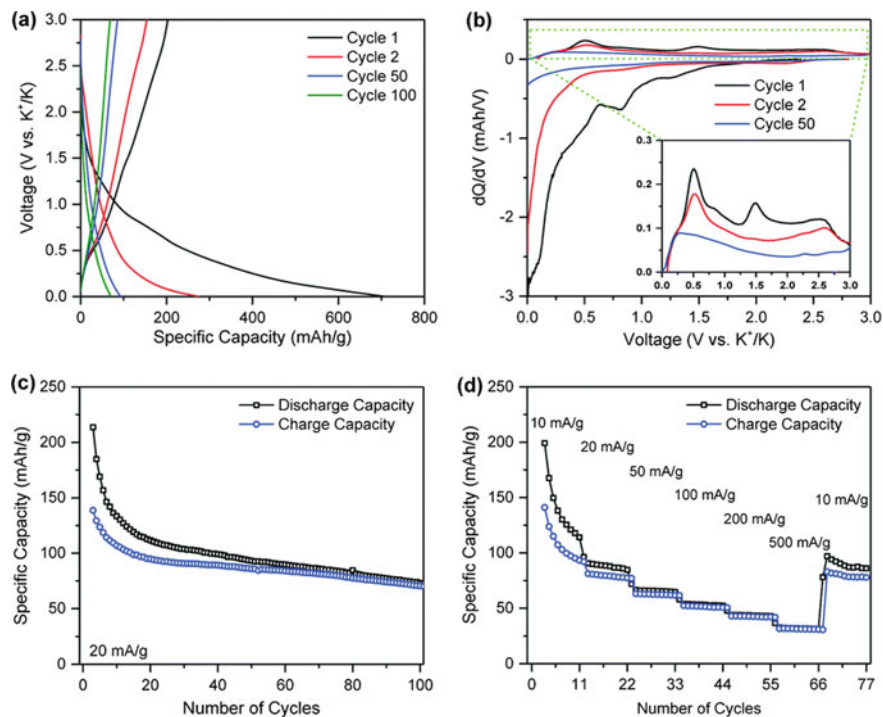 (a)
3.0
2.5
2.0
1.5
1.0
0.5
0.0
Voltage (V vs. K⁺/K)
Cycle 1
Cycle 2
Cycle 50
Cycle 100
0 200 400 600 800
Specific Capacity (mAh/g)
(b)
0
-1
-2
-3
dQ/dV (mAh/V)
Cycle 1
Cycle 2
Cycle 50
0.3
0.2
0.1
0.0
0.0 0.5 1.0 1.5 2.0 2.5 3.0
0.0 0.5 1.0 1.5 2.0 2.5 3.0
Voltage (V vs. K⁺/K)
(c)
250
200
150
100
50
0
Specific Capacity (mAh/g)
Discharge Capacity
Charge Capacity
20 mA/g
0 20 40 60 80 100
Number of Cycles
(d)
250
200
150
100
50
0
Specific Capacity (mAh/g)
Discharge Capacity
Charge Capacity
10 mA/g
20 mA/g
50 mA/g
100 mA/g
200 mA/g
500 mA/g
10 mA/g
0 11 22 33 44 55 66 77
Number of Cycles